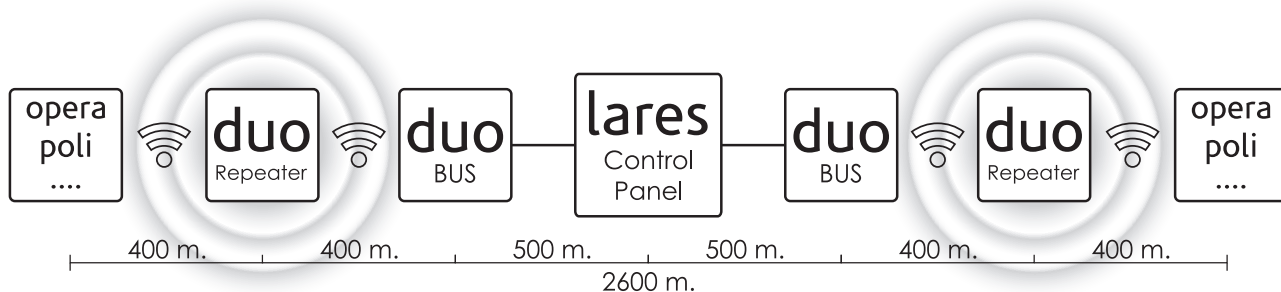 opera
poli
....
duo
Repeater
duo
BUS
lares
Control
Panel
duo
BUS
duo
Repeater
opera
poli
....
400 m.
400 m.
500 m.
500 m.
400 m.
400 m.
2600 m.